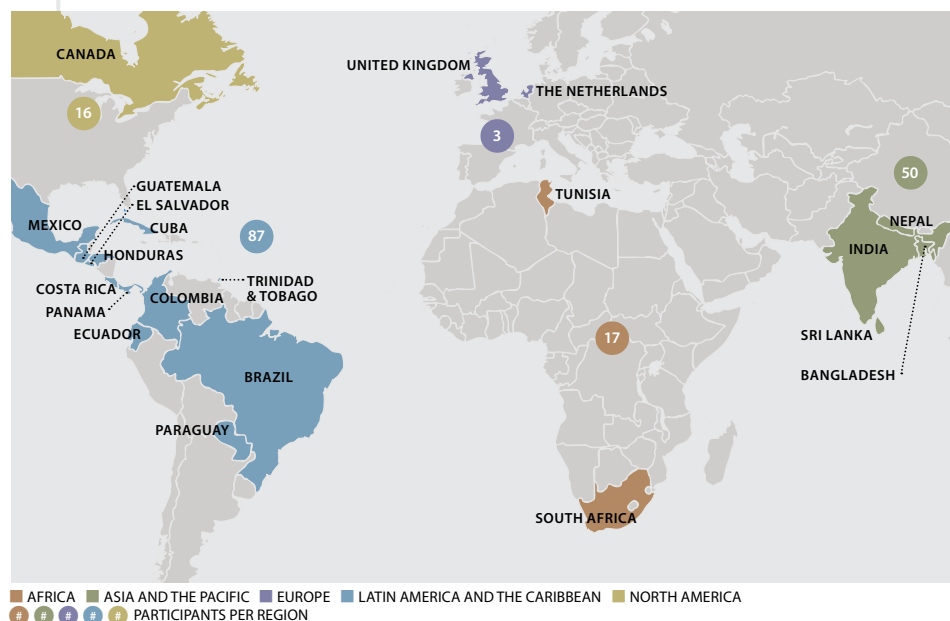 CANADA
16
UNITED KINGDOM
THE NETHERLANDS
3
50
GUATEMALA
EL SALVADOR
MEXICO
CUBA
87
HONDURAS
TUNISIA
NEPAL
INDIA
COSTA RICA
COLOMBIA
TRINIDAD
& TOBAGO
PANAMA
ECUADOR
17
SRI LANKA
BRAZIL
BANGLADESH
PARAGUAY
SOUTH AFRICA
AFRICA ASIA AND THE PACIFIC EUROPE LATIN AMERICA AND THE CARIBBEAN NORTH AMERICA
# # # # # PARTICIPANTS PER REGION